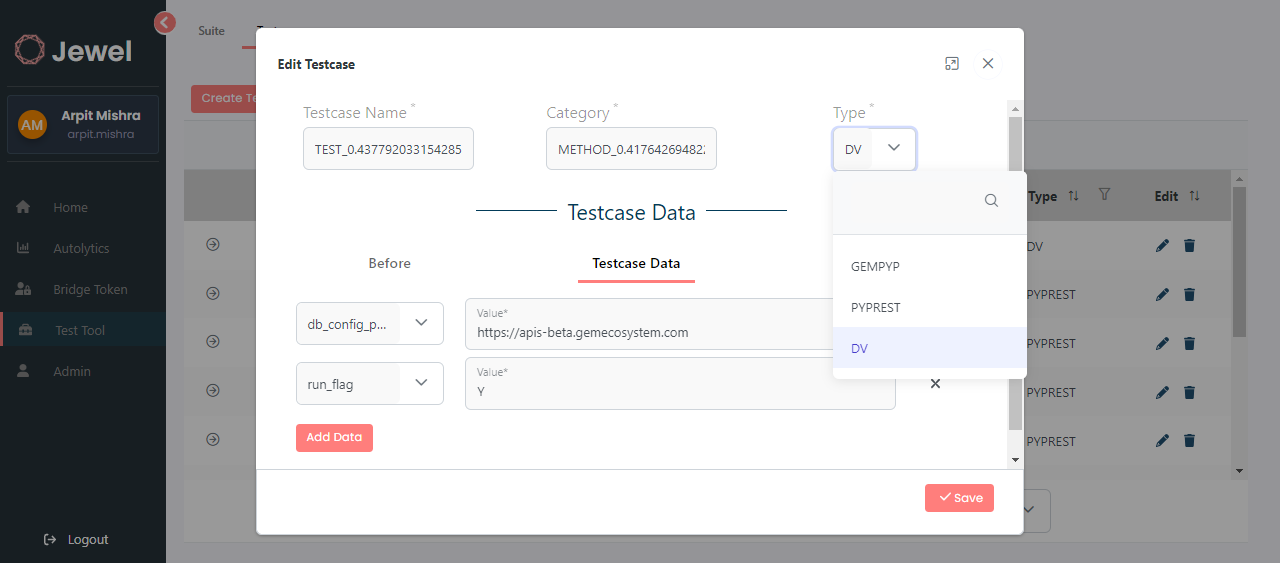 Jewel
AM
Arpit Mishra
arpit.mishra
Home
Autolytics
Bridge Token
Test Tool
Admin
Logout
Suite
Create Te
Edit Testcase
Testcase Name *
Category *
Type *
TEST_0.437792033154285
METHOD_0.417642694822
DV
Testcase Data
Before
Testcase Data
GEMPYP
PYPREST
DV
db_config_p...
Value*
https://apis-beta.gemecosystem.com
run_flag
Value*
Y
Add Data
Save
Type
Edit
DV
PYPREST
PYPREST
PYPREST
PYPREST